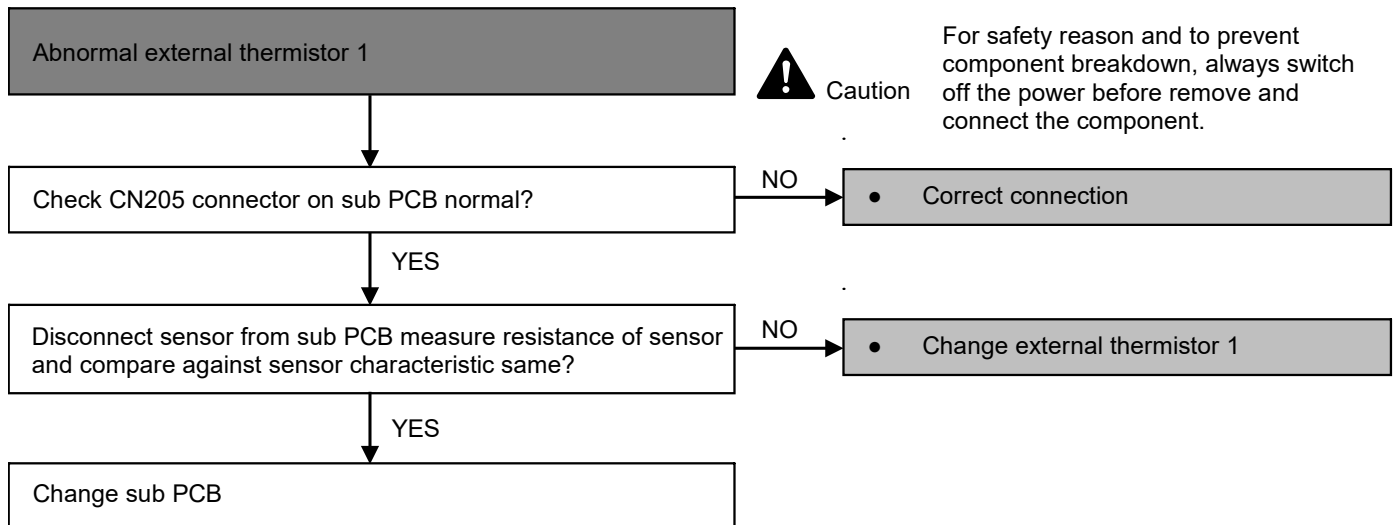 Abnormal external thermistor 1
Caution
For safety reason and to prevent
component breakdown, always switch
off the power before remove and
connect the component.
.
Check CN205 connector on sub PCB normal?
NO
● Correct connection
YES
.
Disconnect sensor from sub PCB measure resistance of sensor
and compare against sensor characteristic same?
NO
● Change external thermistor 1
YES
Change sub PCB